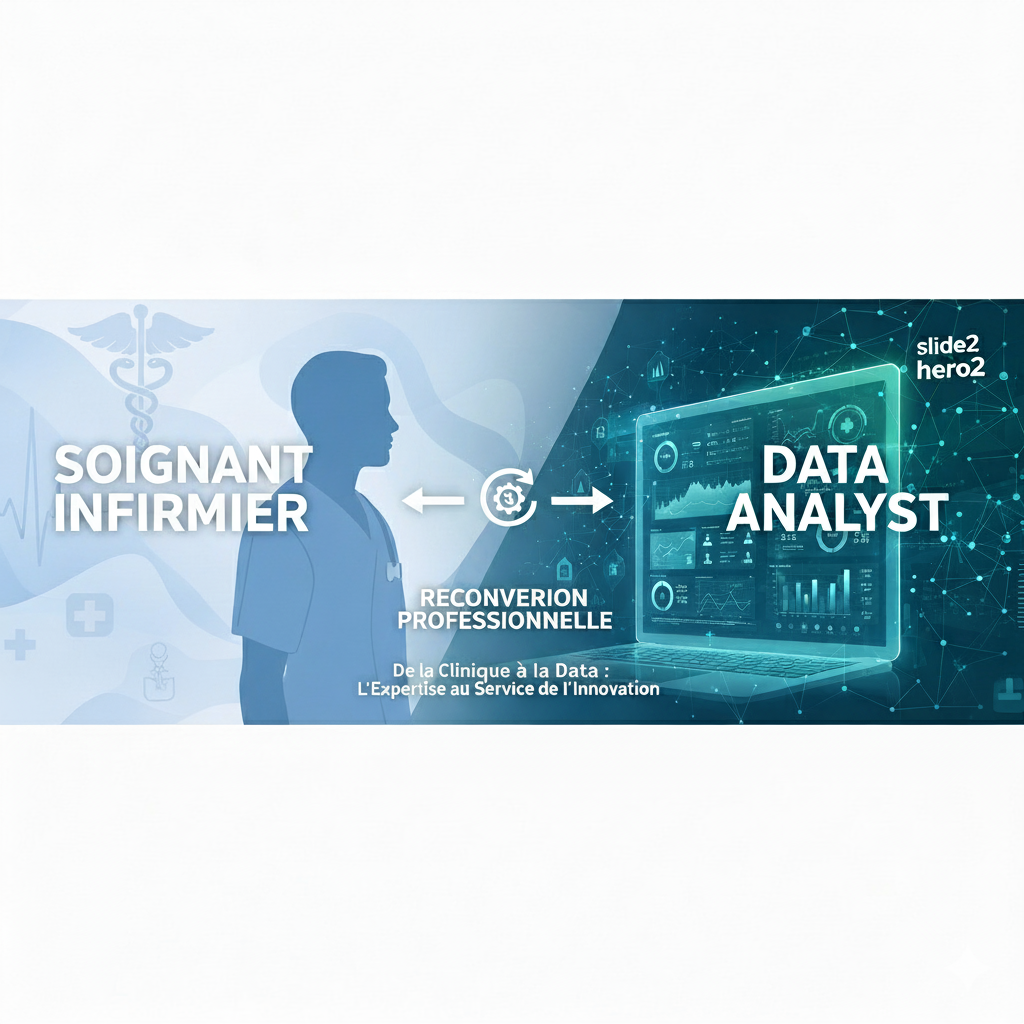 slide2
hero2
SOIGNANT
INFIRMIER
DATA
ANALYST
RECONVERION
PROFESSIONNELLE
De la Clinique à la Data :
L'Expertise au Service de l'Innovation